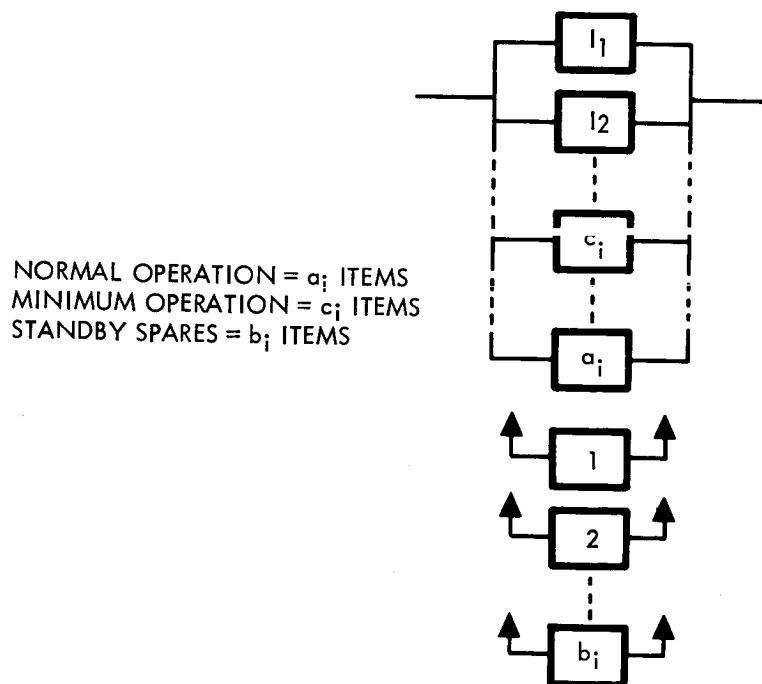 I1
I2
ci
ai
NORMAL OPERATION = ai ITEMS
MINIMUM OPERATION = ci ITEMS
STANDBY SPARES = bi ITEMS
1
2
bi